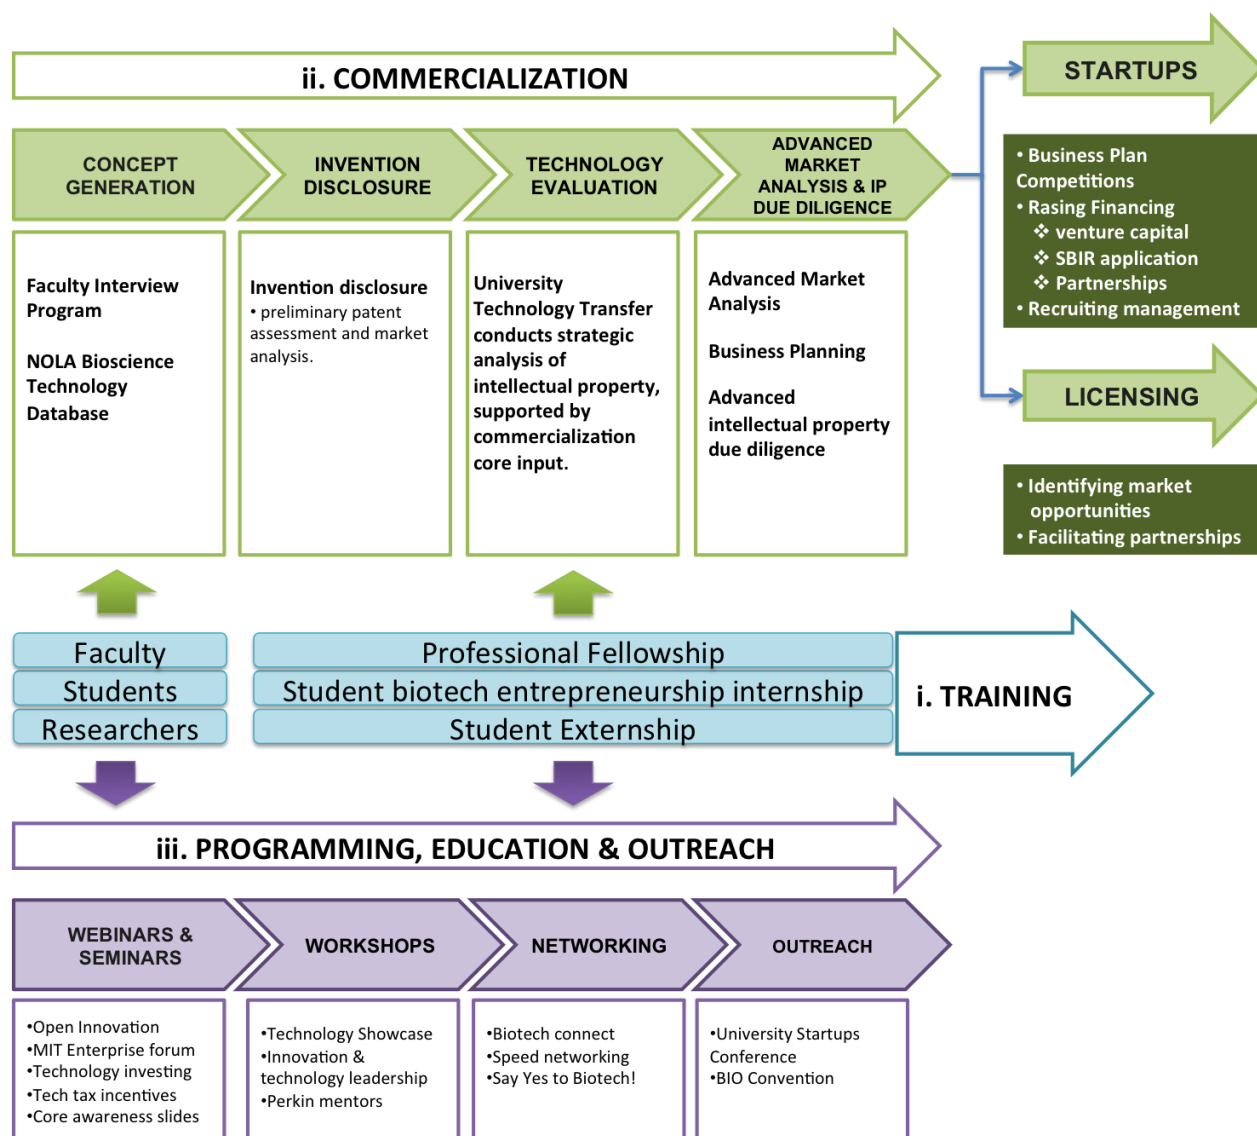 ii. COMMERCIALIZATION
STARTUPS
CONCEPT
GENERATION
INVENTION
DISCLOSURE
TECHNOLOGY
EVALUATION
ADVANCED
MARKET
ANALYSIS & IP
DUE DILIGENCE
• Business Plan
Competitions
• Rasing Financing
❖ venture capital
❖ SBIR application
❖ Partnerships
• Recruiting management
Faculty Interview
Program
NOLA Bioscience
Technology
Database
Invention disclosure
• preliminary patent
assessment and market
analysis.
University
Technology Transfer
conducts strategic
analysis of
intellectual property,
supported by
commercialization
core input.
Advanced Market
Analysis
Business Planning
Advanced
intellectual property
due diligence
LICENSING
• Identifying market
opportunities
• Facilitating partnerships
Faculty
Students
Researchers
Professional Fellowship
Student biotech entrepreneurship internship
Student Externship
i. TRAINING
iii. PROGRAMMING, EDUCATION & OUTREACH
WEBINARS &
SEMINARS
WORKSHOPS
NETWORKING
OUTREACH
•Open Innovation
•MIT Enterprise forum
•Technology investing
•Tech tax incentives
•Core awareness slides
•Technology Showcase
•Innovation &
technology leadership
•Perkin mentors
•Biotech connect
•Speed networking
•Say Yes to Biotech!
•University Startups
Conference
•BIO Convention